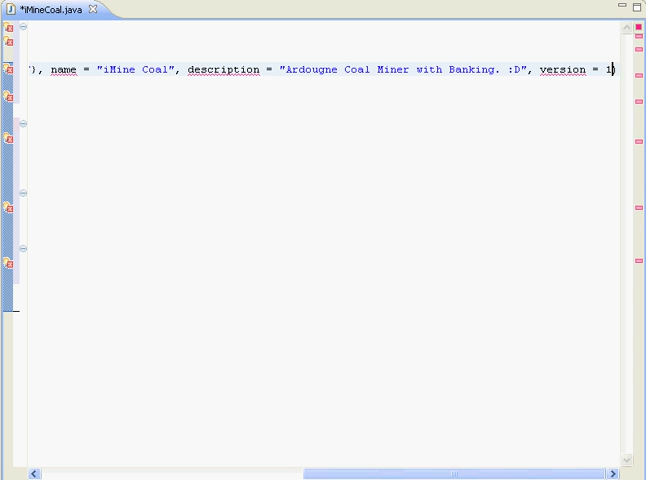 *iMineCoal.java
"}, name = "iMine Coal", description = "Ardougne Coal Miner with Banking. :D", version = 1)